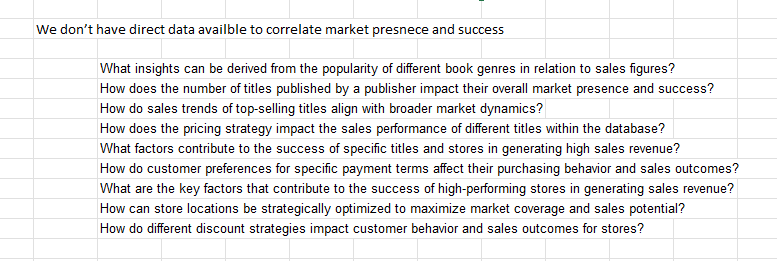 We don't have direct data availble to correlate market presnece and success
What insights can be derived from the popularity of different book genres in relation to sales figures?
How does the number of titles published by a publisher impact their overall market presence and success?
How do sales trends of top-selling titles align with broader market dynamics?
How does the pricing strategy impact the sales performance of different titles within the database?
What factors contribute to the success of specific titles and stores in generating high sales revenue?
How do customer preferences for specific payment terms affect their purchasing behavior and sales outcomes?
What are the key factors that contribute to the success of high-performing stores in generating sales revenue?
How can store locations be strategically optimized to maximize market coverage and sales potential?
How do different discount strategies impact customer behavior and sales outcomes for stores?